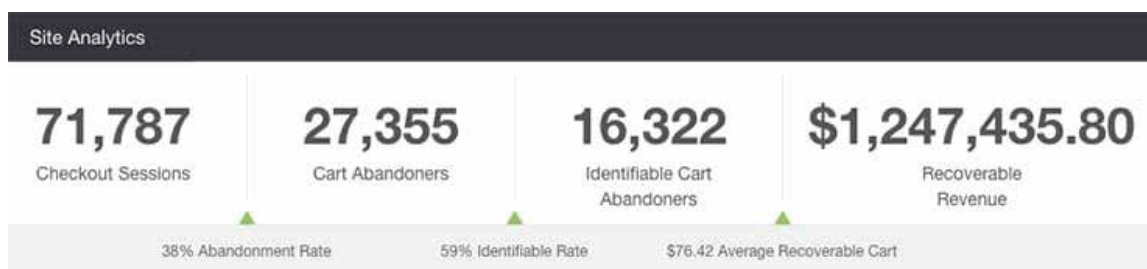 Site Analytics
71,787
Checkout Sessions
27,355
Cart Abandoners
16,322
Identifiable Cart
Abandoners
$1,247,435.80
Recoverable
Revenue
38% Abandonment Rate
59% Identifiable Rate
$76.42 Average Recoverable Cart